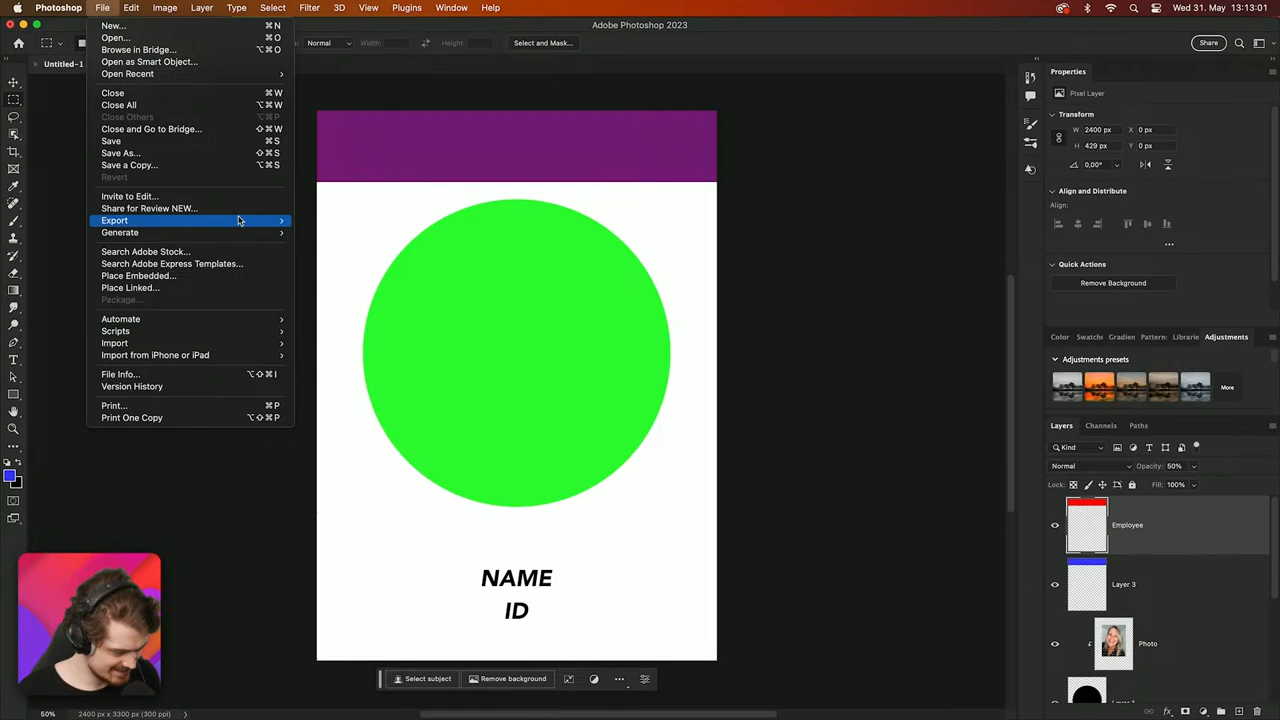 Photoshop File Edit Image Layer Type Select Filter 3D View Plugins Window Help Wed 31. May 13:13:01
Adobe Photoshop 2023
Normal Width: Height: Select and Mask... Share
Untitled-1
New... ⌘N
Open... ⌘O
Browse in Bridge... ⌥⌘O
Open as Smart Object...
Open Recent
Close ⌘W
Close All ⌥⌘W
Close Others ⌥⌘P
Close and Go to Bridge... ⇧⌘W
Save ⌘S
Save As... ⇧⌘S
Save a Copy... ⌥⌘S
Revert
Invite to Edit...
Share for Review NEW...
Export
Generate
Search Adobe Stock...
Search Adobe Express Templates...
Place Embedded...
Place Linked...
Package...
Automate
Scripts
Import
Import from iPhone or iPad
File Info... ⌥⇧⌘I
Version History
Print... ⌘P
Print One Copy ⌥⇧⌘P
NAME
ID
Select subject Remove background
50% 2400 px x 3300 px (300 ppi)
Properties
Pixel Layer
Transform
W 2400 px X 0 px
H 429 px Y 0 px
0,00°
Align and Distribute
Align:
Quick Actions
Remove Background
Color Swatche Gradien Pattern: Librarie Adjustments
Adjustments presets
More
Layers Channels Paths
Kind
Normal Opacity: 50%
Lock: Fill: 100%
Employee
Layer 3
Photo